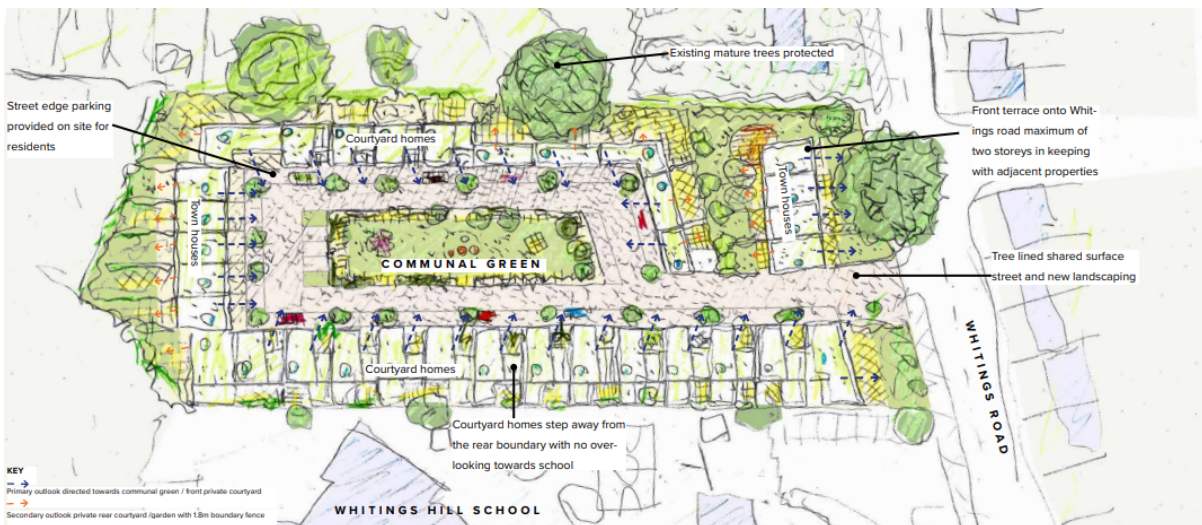 Existing mature trees protected
Street edge parking
provided on site for
residents
Courtyard homes
Front terrace onto Whit-
ings road maximum of
two storeys in keeping
with adjacent properties
Town houses
Town houses
COMMUNAL GREEN
Tree lined shared surface
street and new landscaping
Courtyard homes
WHITINGS ROAD
Courtyard homes step away from
the rear boundary with no over-
looking towards school
KEY
Primary outlook directed towards communal green / front private courtyard
Secondary outlook private rear courtyard /garden with 1.8m boundary fence
WHITINGS HILL SCHOOL